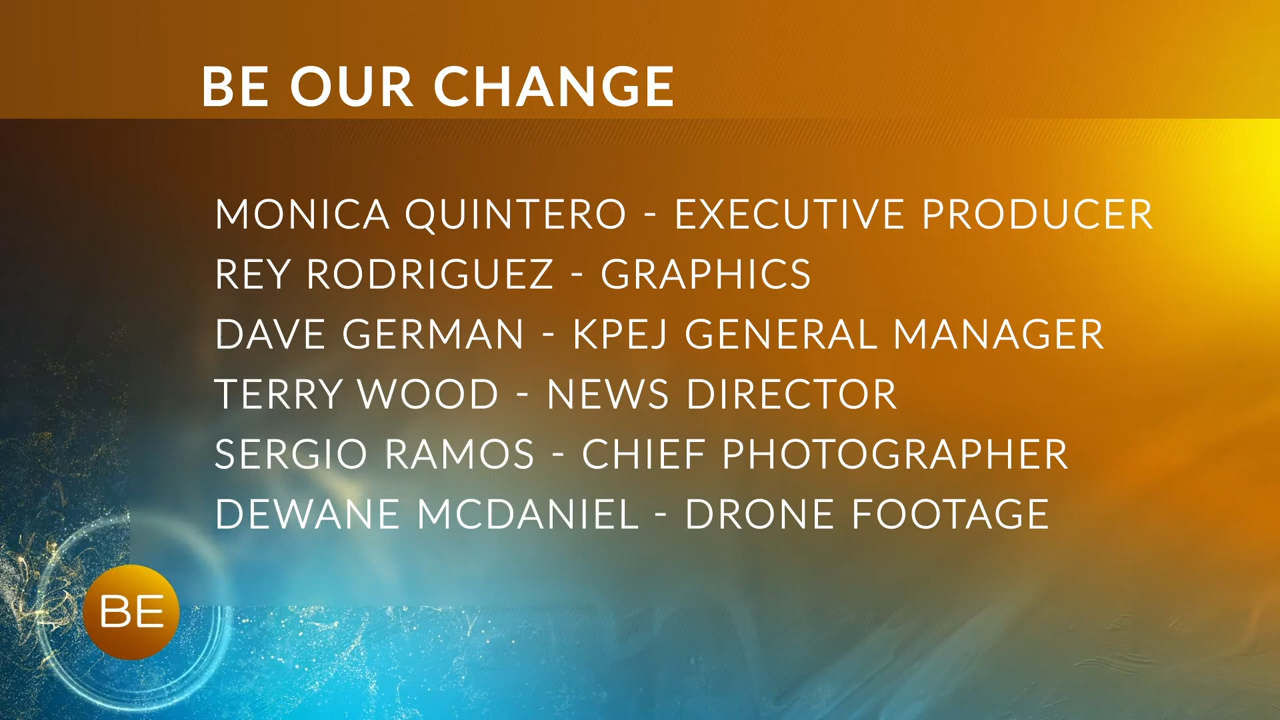 BE OUR CHANGE
MONICA QUINTERO - EXECUTIVE PRODUCER
REY RODRIGUEZ - GRAPHICS
DAVE GERMAN - KPEJ GENERAL MANAGER
TERRY WOOD - NEWS DIRECTOR
SERGIO RAMOS - CHIEF PHOTOGRAPHER
DEWANE MCDANIEL - DRONE FOOTAGE
BE